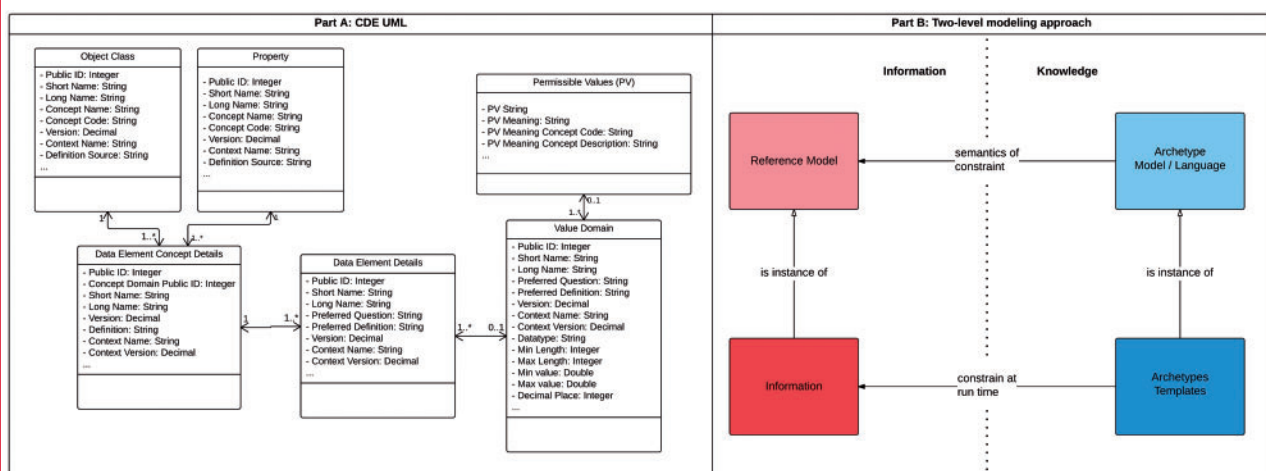 Part A: CDE UML
Part B: Two-level modeling approach
Object Class
- Public ID: Integer
- Short Name: String
- Long Name: String
- Concept Name: String
- Concept Code: String
- Version: Decimal
- Context Name: String
- Definition Source: String
...
Property
- Public ID: Integer
- Short Name: String
- Long Name: String
- Concept Name: String
- Concept Code: String
- Version: Decimal
- Context Name: String
- Definition Source: String
...
Permissible Values (PV)
- PV String
- PV Meaning: String
- PV Meaning Concept Code: String
- PV Meaning Concept Description: String
...
1
1..*
1
1..*
0..1
1..*
Data Element Concept Details
- Public ID: Integer
- Concept Domain Public ID: Integer
- Short Name: String
- Long Name: String
- Version: Decimal
- Definition: String
- Context Name: String
- Context Version: Decimal
...
1
1..*
Data Element Details
- Public ID: Integer
- Short Name: String
- Long Name: String
- Preferred Question: String
- Preferred Definition: String
- Version: Decimal
- Context Name: String
- Context Version: Decimal
...
1..*
0..1
Value Domain
- Public ID: Integer
- Short Name: String
- Long Name: String
- Preferred Question: String
- Preferred Definition: String
- Version: Decimal
- Context Name: String
- Context Version: Decimal
- Datatype: String
- Min Length: Integer
- Max Length: Integer
- Min value: Double
- Max value: Double
- Decimal Place: Integer
...
Information
Knowledge
Reference Model
semantics of
constraint
Archetype
Model / Language
is instance of
is instance of
Information
constrain at
run time
Archetypes
Templates